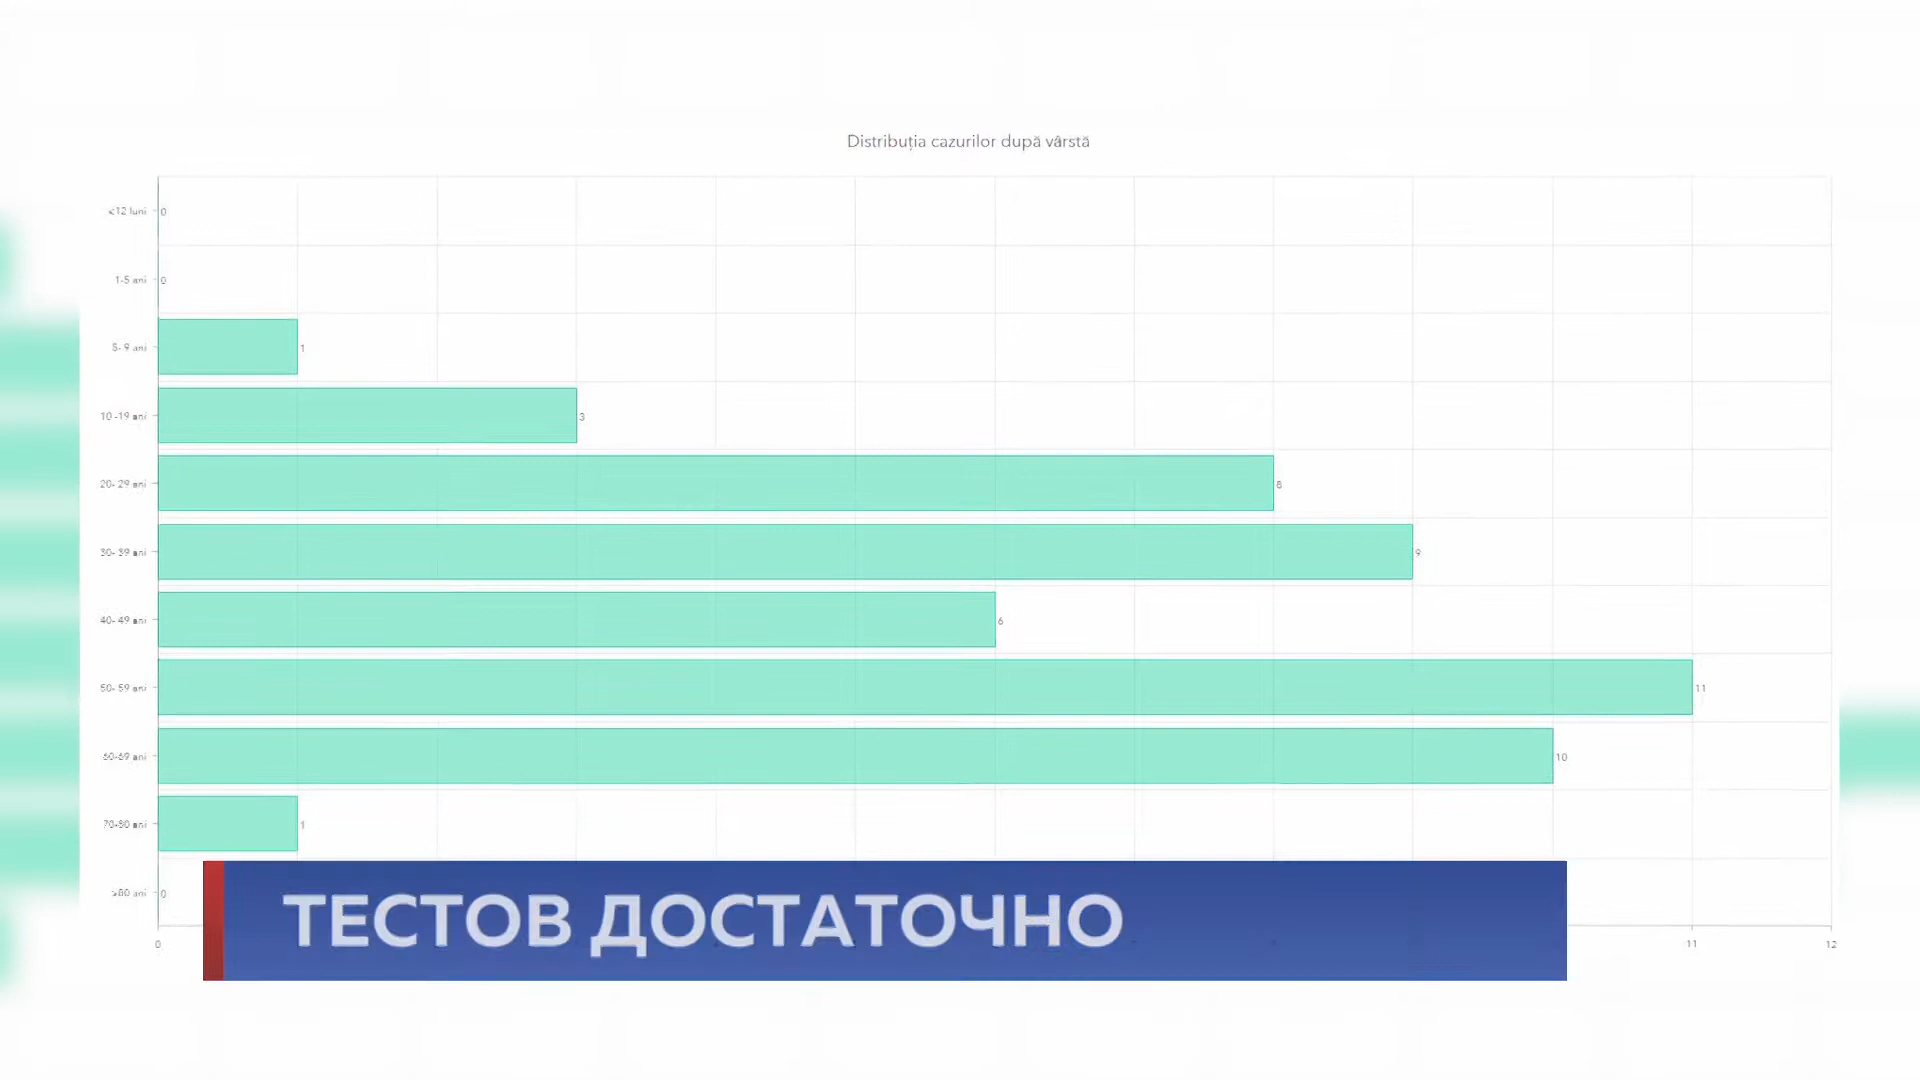 Distribuția cazurilor după vârstă
<12 luni 0
1-5 ani 0
5- 9 ani 1
10 -19 ani 3
20- 29 ani 8
30- 39 ani 9
40- 49 ani 6
50- 59 ani 11
60-69 ani 10
70-80 ani 1
>80 ani 0
ТЕСТОВ ДОСТАТОЧНО
0 11 12